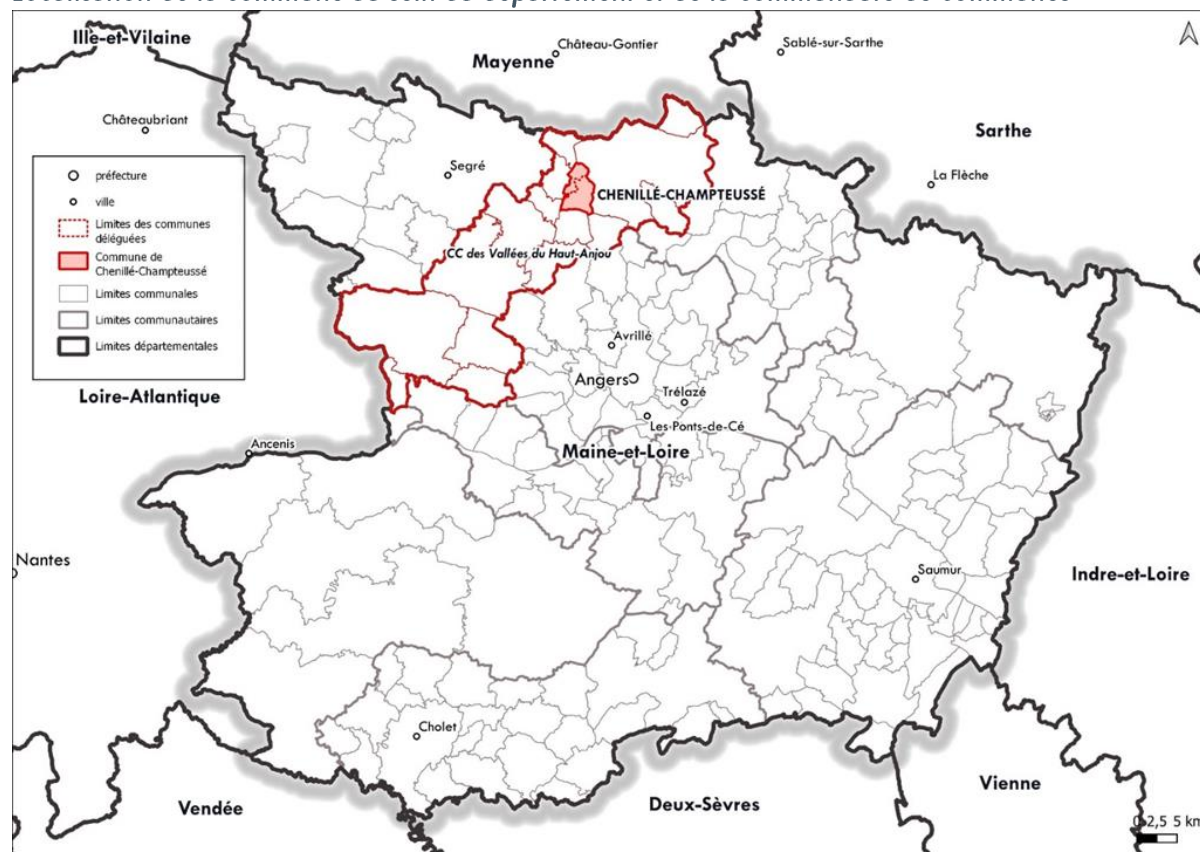 Ille-et-Vilaine
Château-Gontier
Sablé-sur-Sarthe
Mayenne
Châteaubriant
Sarthe
Segré
La Flèche
CHENILLÉ-CHAMPTEUSSÉ
préfecture
ville
Limites des communes
déléguées
Commune de
Chenillé-Champteussé
Limites communales
Limites communautaires
Limites départementales
CC des Vallées du Haut-Anjou
Avrillé
Angers
Trélazé
Loire-Atlantique
Les-Ponts-de-Cé
Ancenis
Maine-et-Loire
Nantes
Saumur
Indre-et-Loire
Cholet
Vienne
Vendée
Deux-Sèvres
0 2,5 5 km